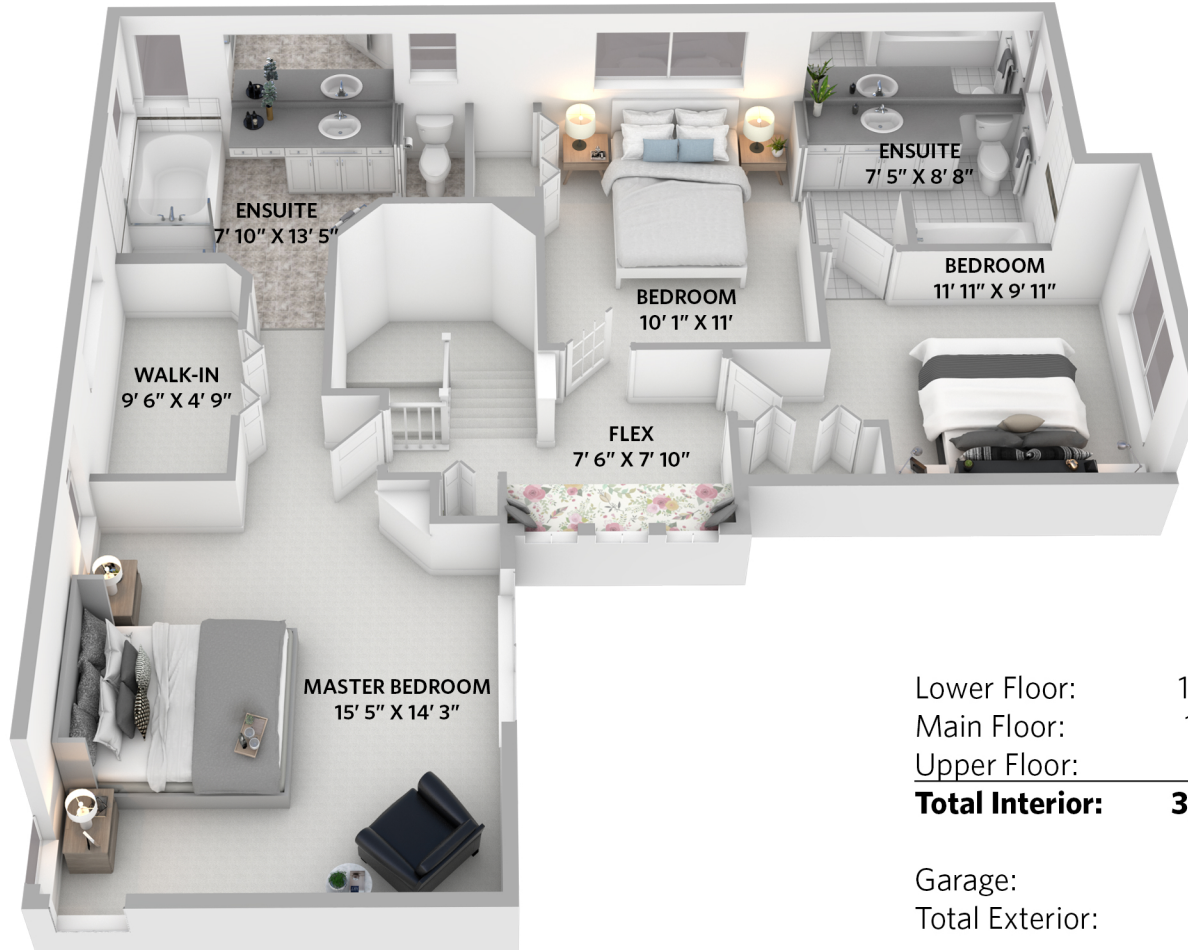 ENSUITE
7' 10" X 13' 5"
ENSUITE
7' 5" X 8' 8"
BEDROOM
10' 1" X 11'
BEDROOM
11' 11" X 9' 11"
WALK-IN
9' 6" X 4' 9"
FLEX
7' 6" X 7' 10"
MASTER BEDROOM
15' 5" X 14' 3"
Lower Floor: 1
Main Floor:
Upper Floor:
Total Interior: 3
Garage:
Total Exterior: